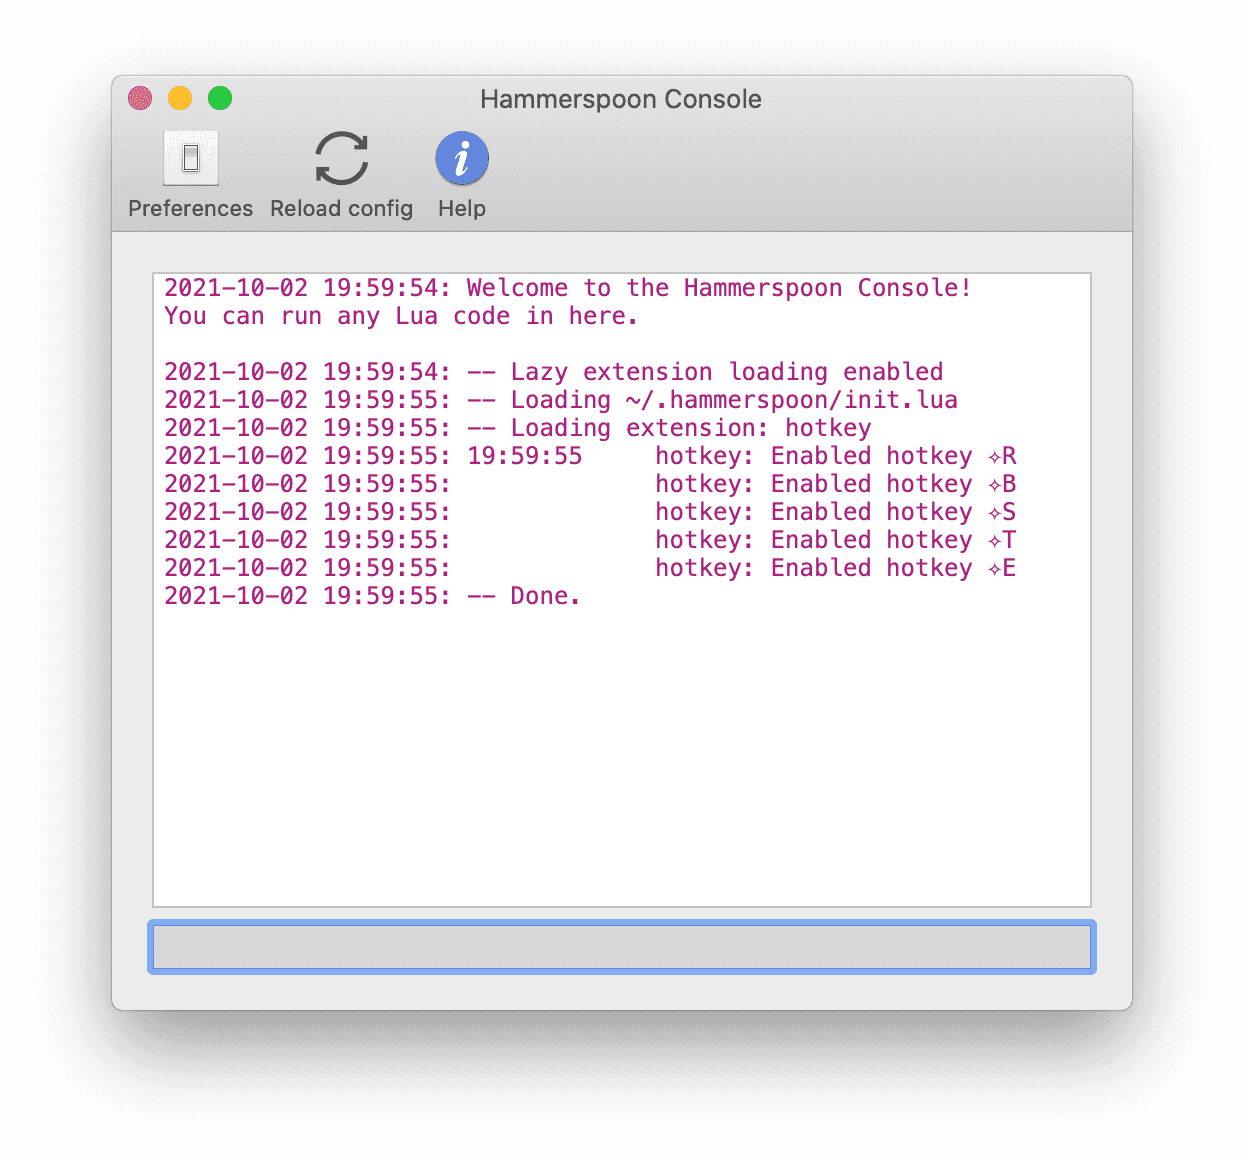 Hammerspoon Console
Preferences Reload config Help
2021-10-02 19:59:54: Welcome to the Hammerspoon Console!
You can run any Lua code in here.
2021-10-02 19:59:54: -- Lazy extension loading enabled
2021-10-02 19:59:55: -- Loading ~/.hammerspoon/init.lua
2021-10-02 19:59:55: -- Loading extension: hotkey
2021-10-02 19:59:55: 19:59:55     hotkey: Enabled hotkey ✧R
2021-10-02 19:59:55:              hotkey: Enabled hotkey ✧B
2021-10-02 19:59:55:              hotkey: Enabled hotkey ✧S
2021-10-02 19:59:55:              hotkey: Enabled hotkey ✧T
2021-10-02 19:59:55:              hotkey: Enabled hotkey ✧E
2021-10-02 19:59:55: -- Done.